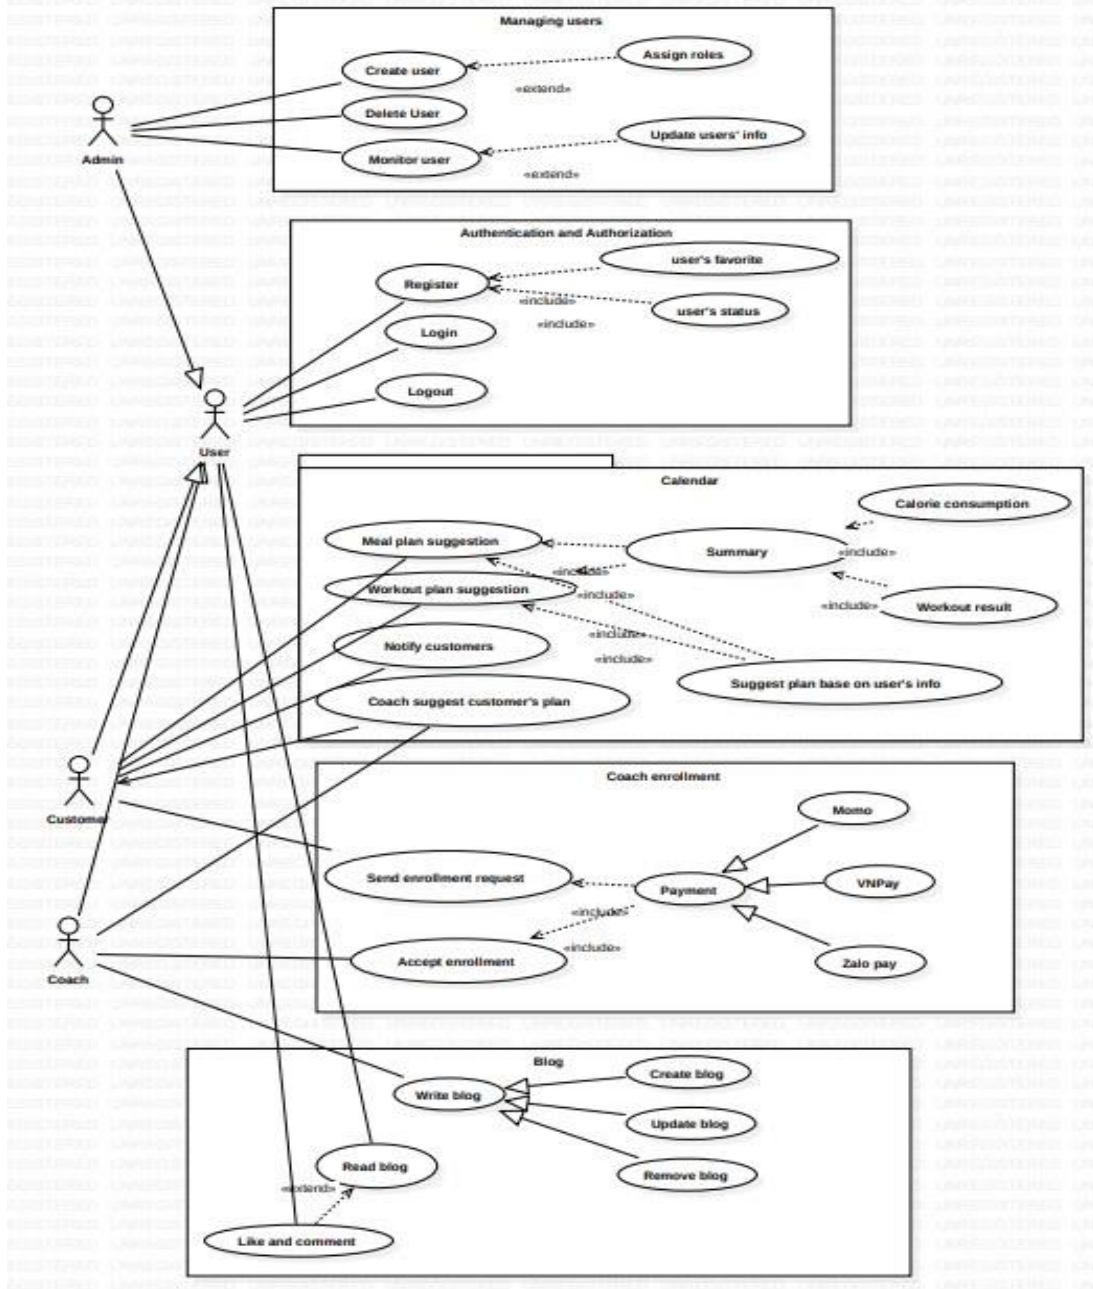 Managing users
Assign roles
Create user
«extend»
Delete User
Update users' info
Admin
Monitor user
«extend»
Authentication and Authorization
user's favorite
Register
«include»
user's status
«include»
Login
Logout
User
Calendar
Calorie consumption
Meal plan suggestion
Summary
«include»
«include»
Workout plan suggestion
«include»
«include»
Workout result
«include»
Notify customers
«include»
Suggest plan base on user's info
Coach suggest customer's plan
Coach enrollment
Momo
Customer
Send enrollment request
Payment
VNPay
«include»
«include»
Accept enrollment
Zalo pay
Coach
Blog
Create blog
Write blog
Update blog
Read blog
Remove blog
«extend»
Like and comment
UNREGISTERED